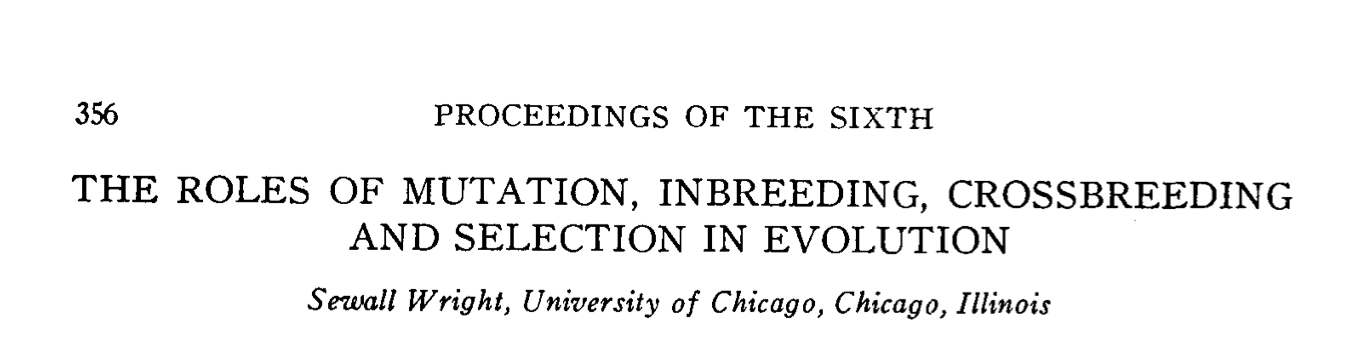 356 PROCEEDINGS OF THE SIXTH
THE ROLES OF MUTATION, INBREEDING, CROSSBREEDING
AND SELECTION IN EVOLUTION
Sewall Wright, University of Chicago, Chicago, Illinois